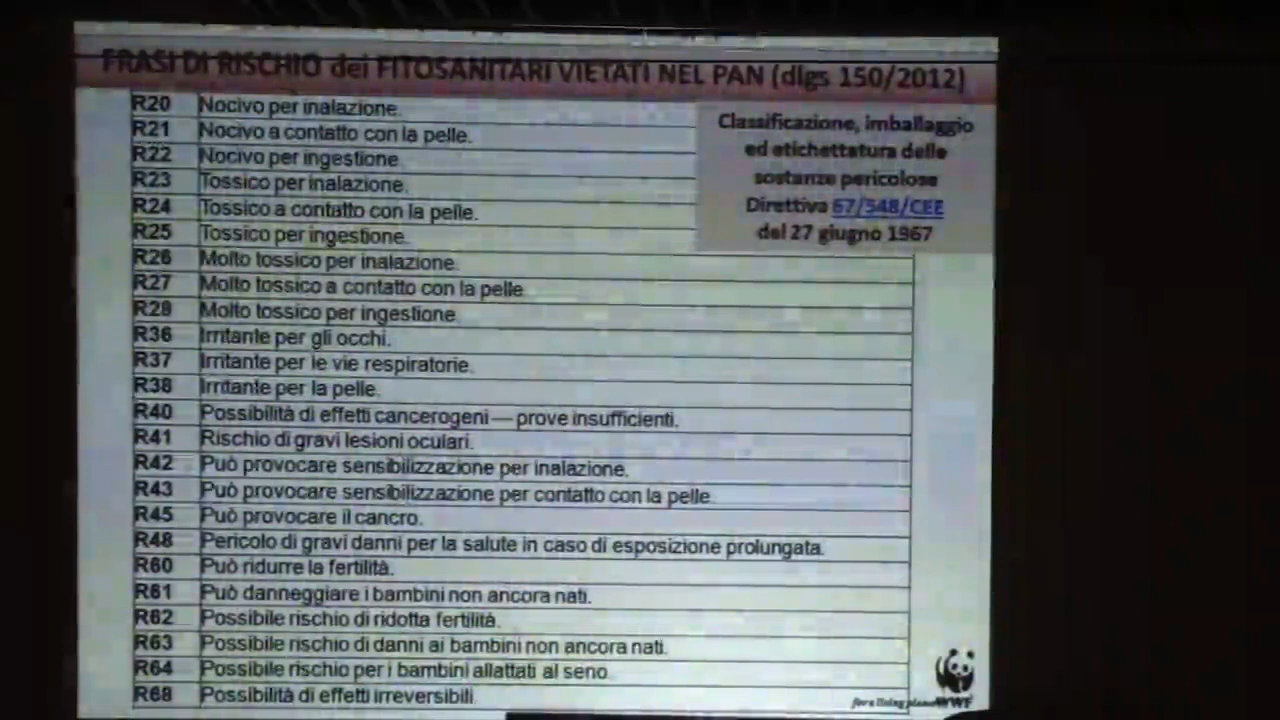 FRASI DI RISCHIO dei FITOSANITARI VIETATI NEL PAN (dlgs 150/2012)
R20 Nocivo per inalazione.
R21 Nocivo a contatto con la pelle.
R22 Nocivo per ingestione.
R23 Tossico per inalazione.
R24 Tossico a contatto con la pelle.
R25 Tossico per ingestione.
R26 Molto tossico per inalazione.
R27 Molto tossico a contatto con la pelle.
R28 Molto tossico per ingestione.
R36 Irritante per gli occhi.
R37 Irritante per le vie respiratorie.
R38 Irritante per la pelle.
R40 Possibilità di effetti cancerogeni — prove insufficienti.
R41 Rischio di gravi lesioni oculari.
R42 Può provocare sensibilizzazione per inalazione.
R43 Può provocare sensibilizzazione per contatto con la pelle.
R45 Può provocare il cancro.
R48 Pericolo di gravi danni per la salute in caso di esposizione prolungata.
R60 Può ridurre la fertilità.
R61 Può danneggiare i bambini non ancora nati.
R62 Possibile rischio di ridotta fertilità.
R63 Possibile rischio di danni ai bambini non ancora nati.
R64 Possibile rischio per i bambini allattati al seno.
R68 Possibilità di effetti irreversibili.
Classificazione, imballaggio
ed etichettatura delle
sostanze pericolose
Direttiva 67/548/CEE
del 27 giugno 1967
for a living planet
WWF